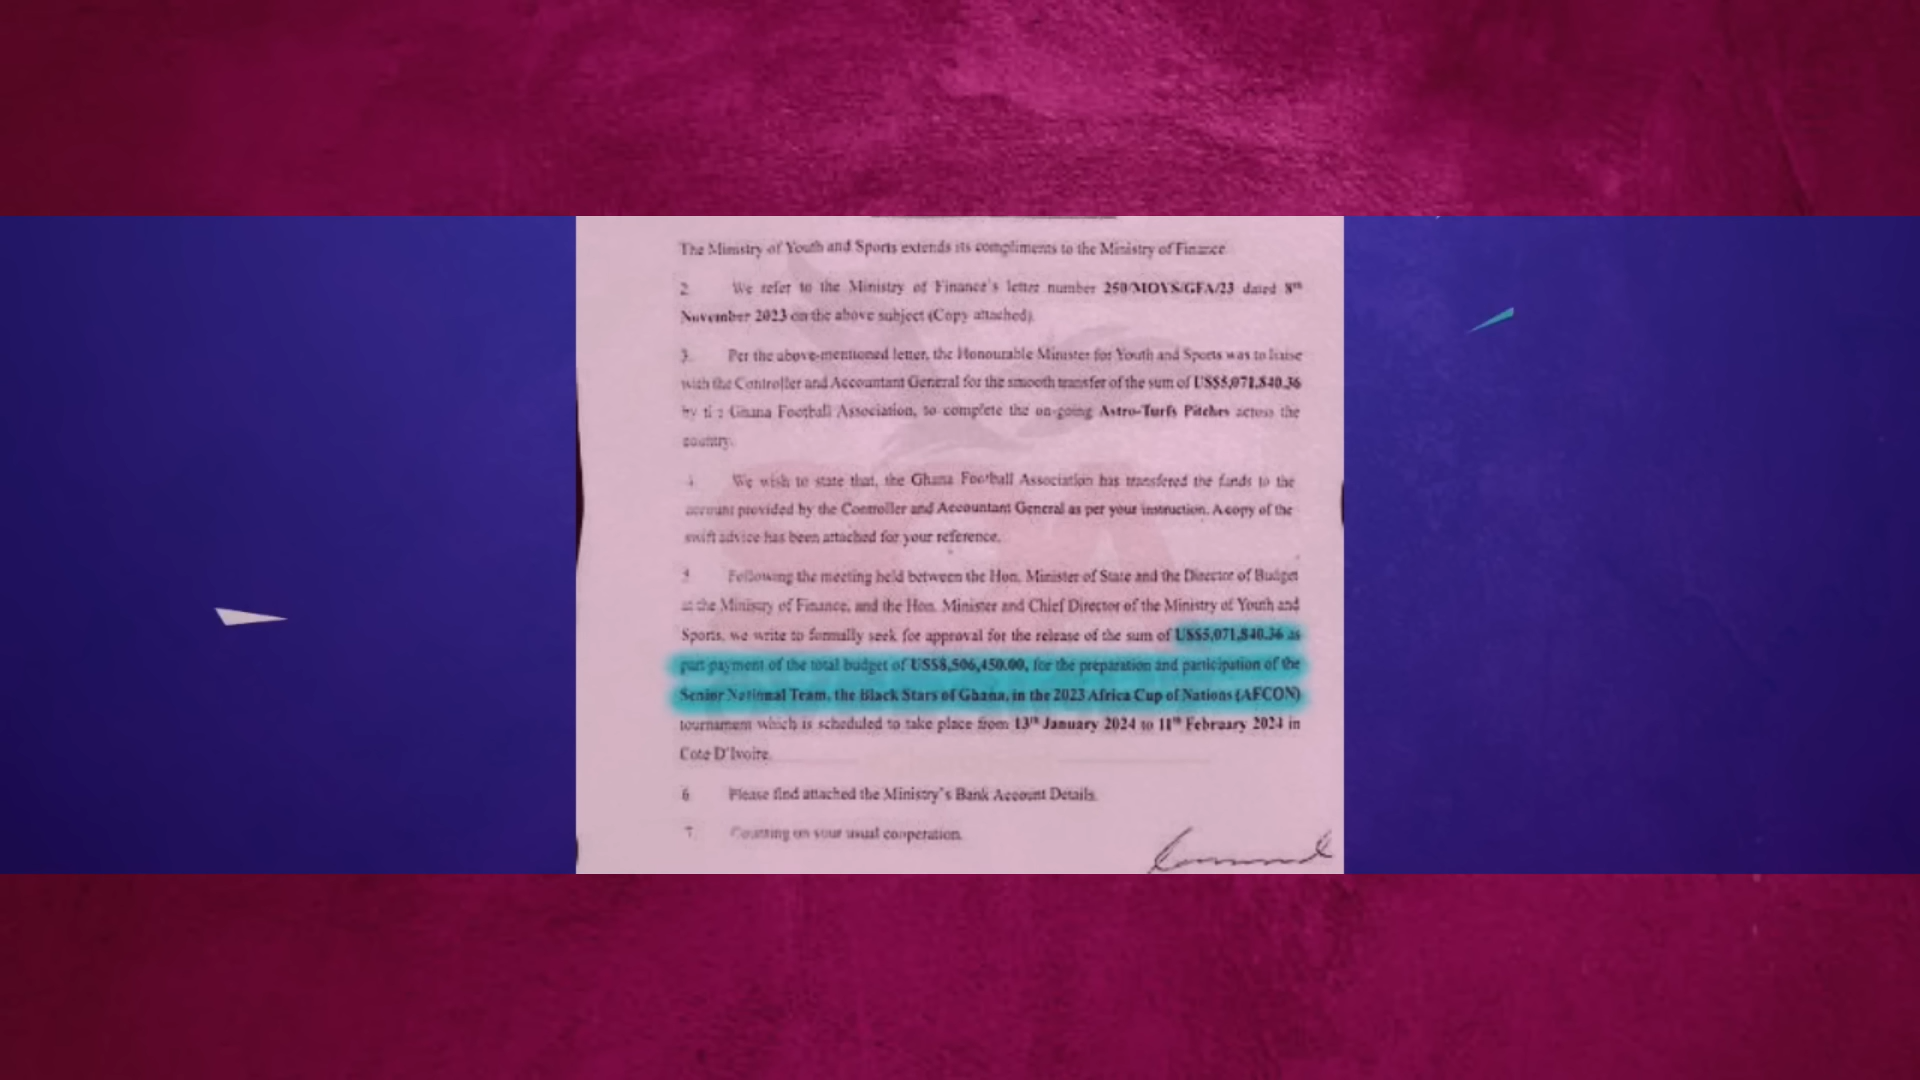 The Ministry of Youth and Sports extends its compliments to the Ministry of Finance
2 We refer to the Ministry of Finance's letter number 250/MOYS/GFA/23 dated 8th
November 2023 on the above subject (Copy attached).
3. Per the above-mentioned letter, the Honourable Minister for Youth and Sports was to liaise
with the Controller and Accountant General for the smooth transfer of the sum of US$5,071,840.36
by the Ghana Football Association, to complete the on-going Astro-Turfs Pitches across the
country.
4 We wish to state that, the Ghana Football Association has transfered the funds to the
account provided by the Controller and Accountant General as per your instruction. A copy of the
swift advice has been attached for your reference.
Following the meeting held between the Hon. Minister of State and the Director of Budget
at the Ministry of Finance, and the Hon. Minister and Chief Director of the Ministry of Youth and
Sports, we write to formally seek for approval for the release of the sum of US$5,071,840.36 as
part payment of the total budget of US$8,506,450.00, for the preparation and participation of the
Senior National Team, the Black Stars of Ghana, in the 2023 Africa Cup of Nations (AFCON)
tournament which is scheduled to take place from 13th January 2024 to 11th February 2024 in
Cote D'Ivoire.
6 Please find attached the Ministry's Bank Account Details.
7. Counting on your usual cooperation.